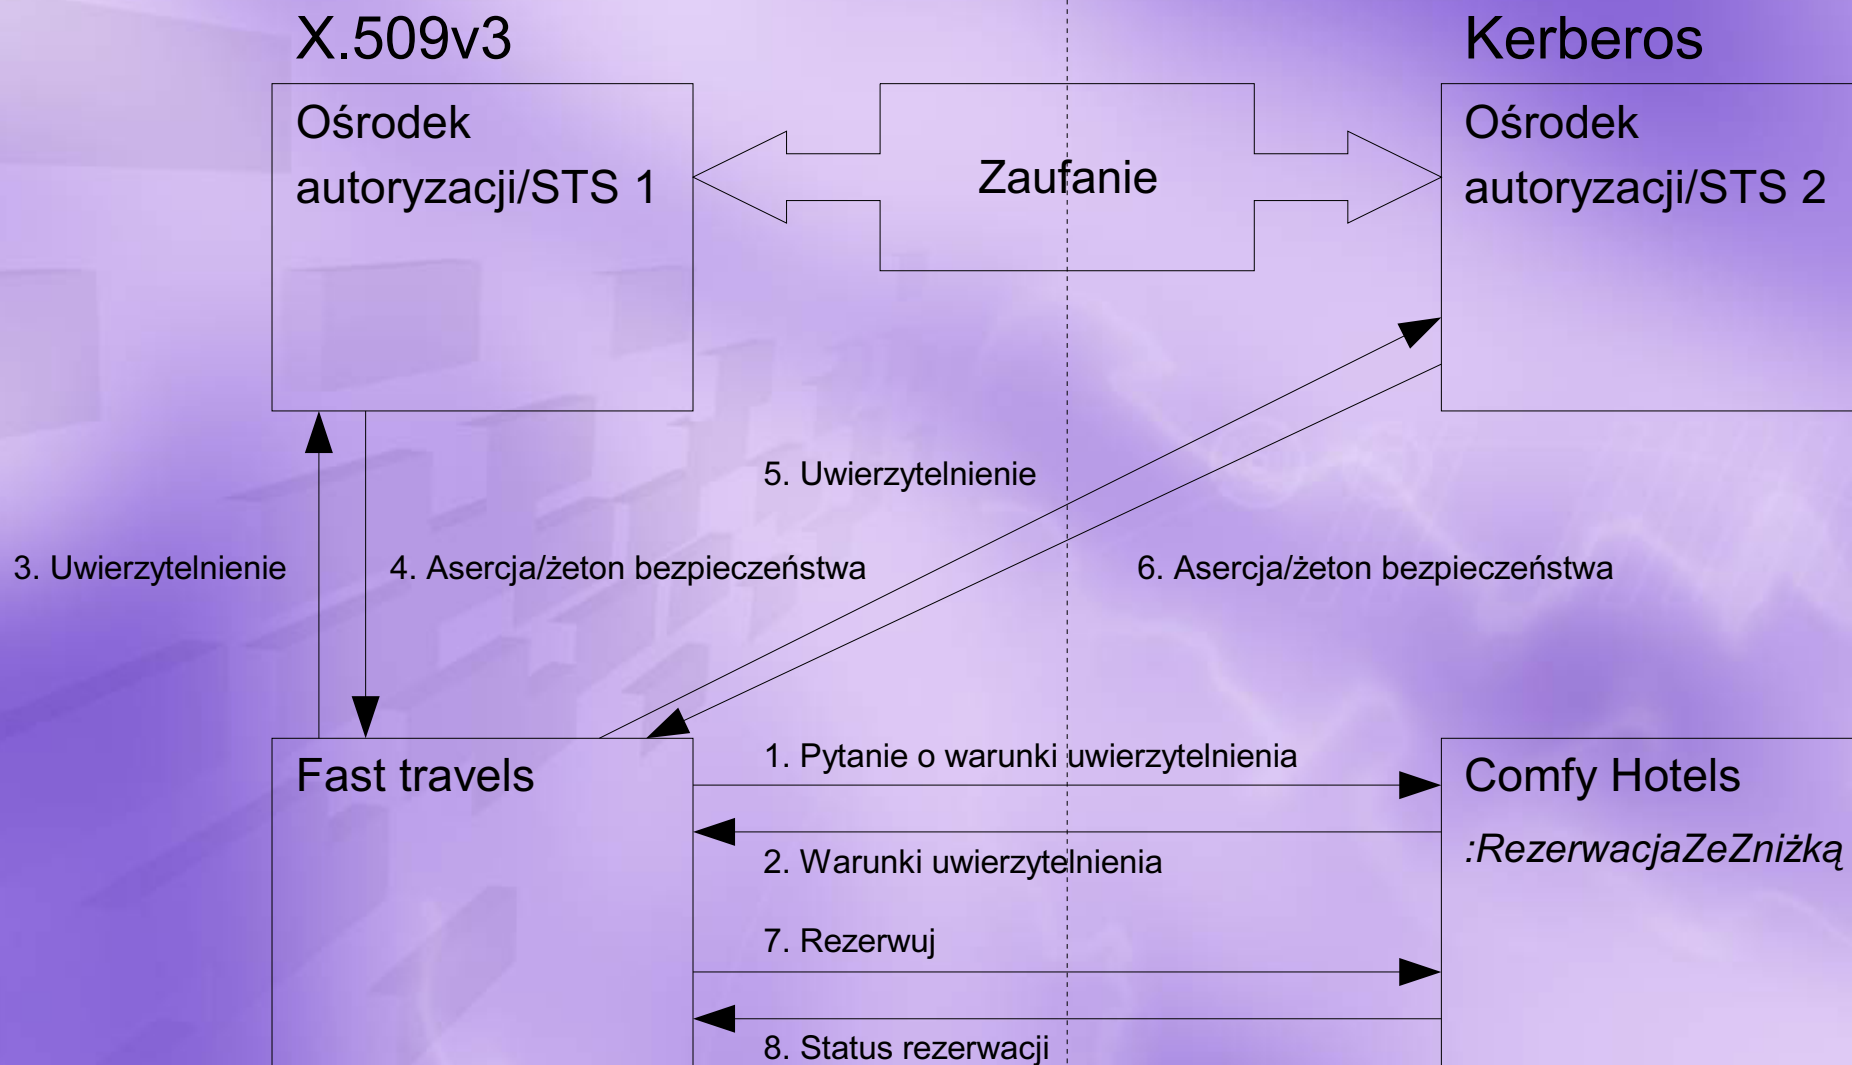 X.509v3
Kerberos
Ośrodek
autoryzacji/STS 1
Zaufanie
Ośrodek
autoryzacji/STS 2
5. Uwierzytelnienie
3. Uwierzytelnienie
4. Asercja/żeton bezpieczeństwa
6. Asercja/żeton bezpieczeństwa
Fast travels
1. Pytanie o warunki uwierzytelnienia
2. Warunki uwierzytelnienia
7. Rezerwuj
8. Status rezerwacji
Comfy Hotels
:RezerwacjaZeZniżką